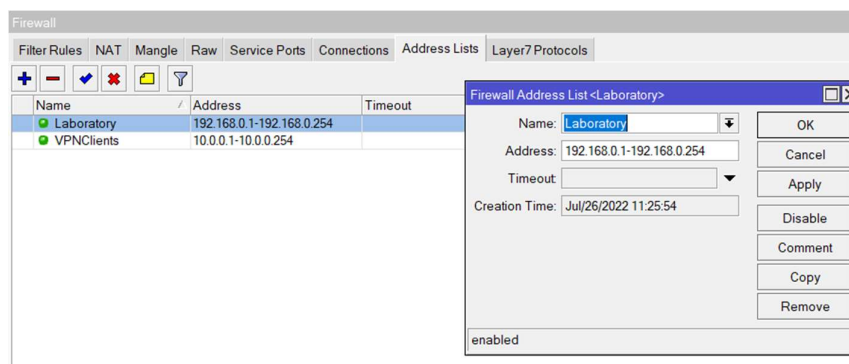 Firewall
Filter Rules NAT Mangle Raw Service Ports Connections Address Lists Layer7 Protocols
Name Address Timeout
Laboratory 192.168.0.1-192.168.0.254
VPNClients 10.0.0.1-10.0.0.254
Firewall Address List <Laboratory>
Name: Laboratory
Address: 192.168.0.1-192.168.0.254
Timeout:
Creation Time: Jul/26/2022 11:25:54
OK
Cancel
Apply
Disable
Comment
Copy
Remove
enabled